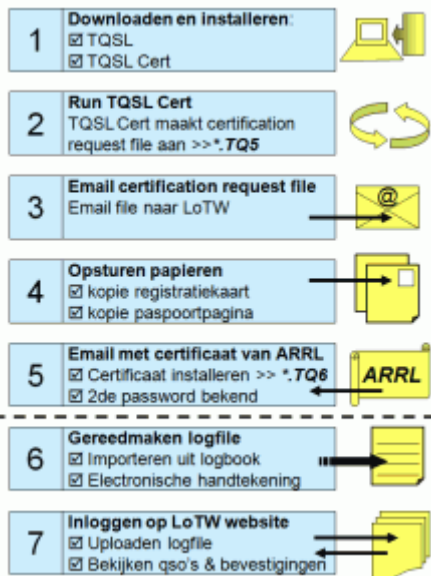 1
Downloaden en installeren:
☑ TQSL
☑ TQSL Cert
2
Run TQSL Cert
TQSL Cert maakt certification
request file aan >>*.TQ5
3
Email certification request file
Email file naar LoTW
@
4
Opsturen papieren
☑ kopie registratiekaart
☑ kopie paspoortpagina
5
Email met certificaat van ARRL
☑ Certificaat installeren >> *.TQ6
☑ 2de password bekend
ARRL
6
Gereedmaken logfile
☑ Importeren uit logbook
☑ Electronische handtekening
7
Inloggen op LoTW website
☑ Uploaden logfile
☑ Bekijken qso's & bevestigingen